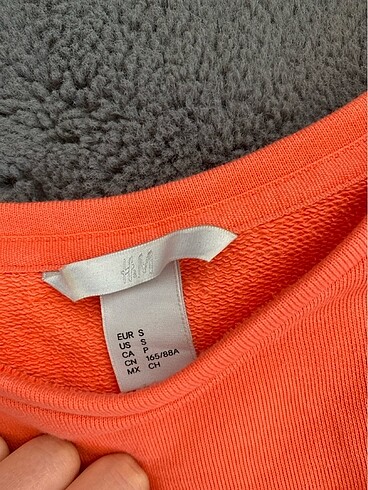 H&M
EUR S
US S
CA P
CN 165/88A
MX CH